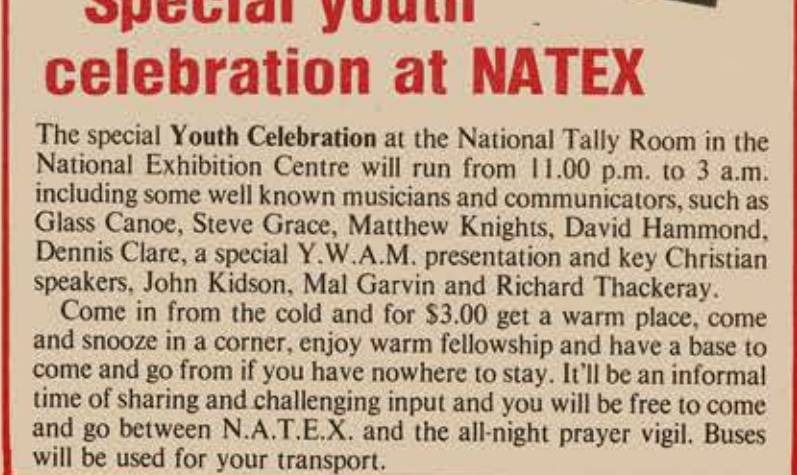 Special youth
celebration at NATEX
The special Youth Celebration at the National Tally Room in the
National Exhibition Centre will run from 11.00 p.m. to 3 a.m.
including some well known musicians and communicators, such as
Glass Canoe, Steve Grace, Matthew Knights, David Hammond,
Dennis Clare, a special Y.W.A.M. presentation and key Christian
speakers, John Kidson, Mal Garvin and Richard Thackeray.
Come in from the cold and for $3.00 get a warm place, come
and snooze in a corner, enjoy warm fellowship and have a base to
come and go from if you have nowhere to stay. It'll be an informal
time of sharing and challenging input and you will be free to come
and go between N.A.T.E.X. and the all-night prayer vigil. Buses
will be used for your transport.